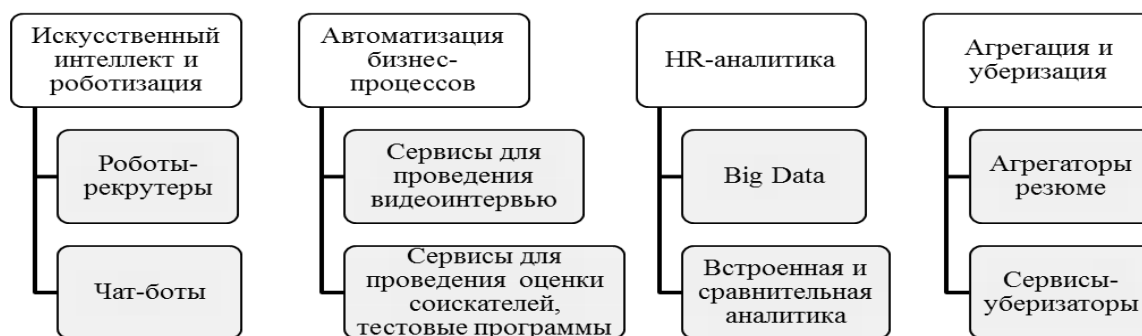 Искусственный
интеллект и
роботизация
Роботы-
рекрутеры
Чат-боты
Автоматизация
бизнес-
процессов
Сервисы для
проведения
видеоинтервью
Сервисы для
проведения оценки
соискателей,
тестовые программы
HR-аналитика
Big Data
Встроенная и
сравнительная
аналитика
Агрегация и
уберизация
Агрегаторы
резюме
Сервисы-
уберизаторы